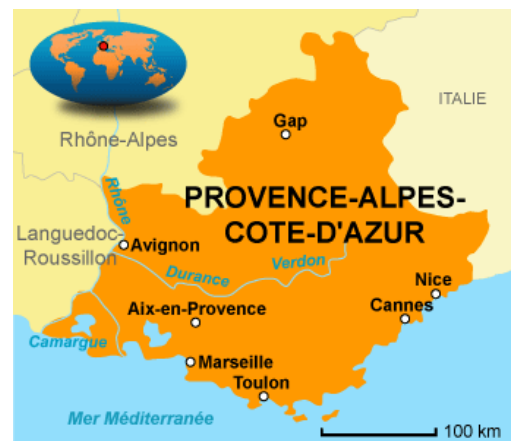 ITALIE
Gap
Rhône-Alpes
Rhône
PROVENCE-ALPES-
COTE-D'AZUR
Languedoc-
Roussillon
Avignon
Durance
Verdon
Nice
Cannes
Aix-en-Provence
Camargue
Marseille
Toulon
Mer Méditerranée
100 km